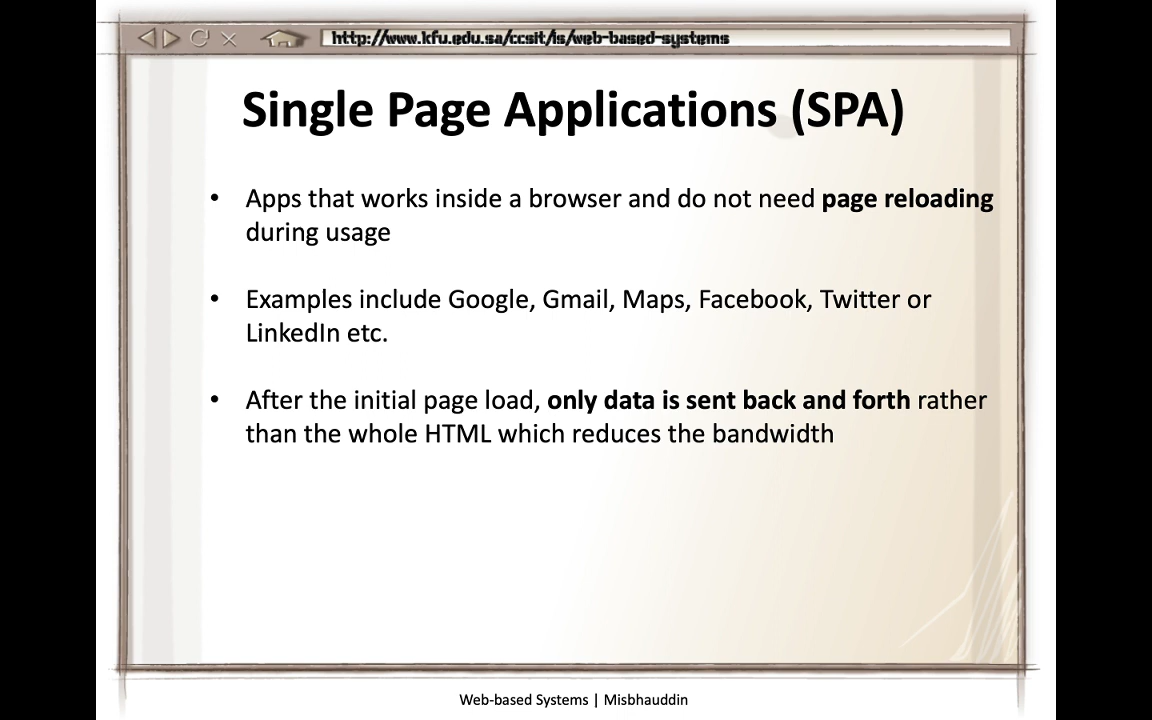 http://www.kfu.edu.sa/ccsit/is/web-based-systems
Single Page Applications (SPA)
• Apps that works inside a browser and do not need page reloading
during usage
• Examples include Google, Gmail, Maps, Facebook, Twitter or
LinkedIn etc.
• After the initial page load, only data is sent back and forth rather
than the whole HTML which reduces the bandwidth
Web-based Systems | Misbhauddin